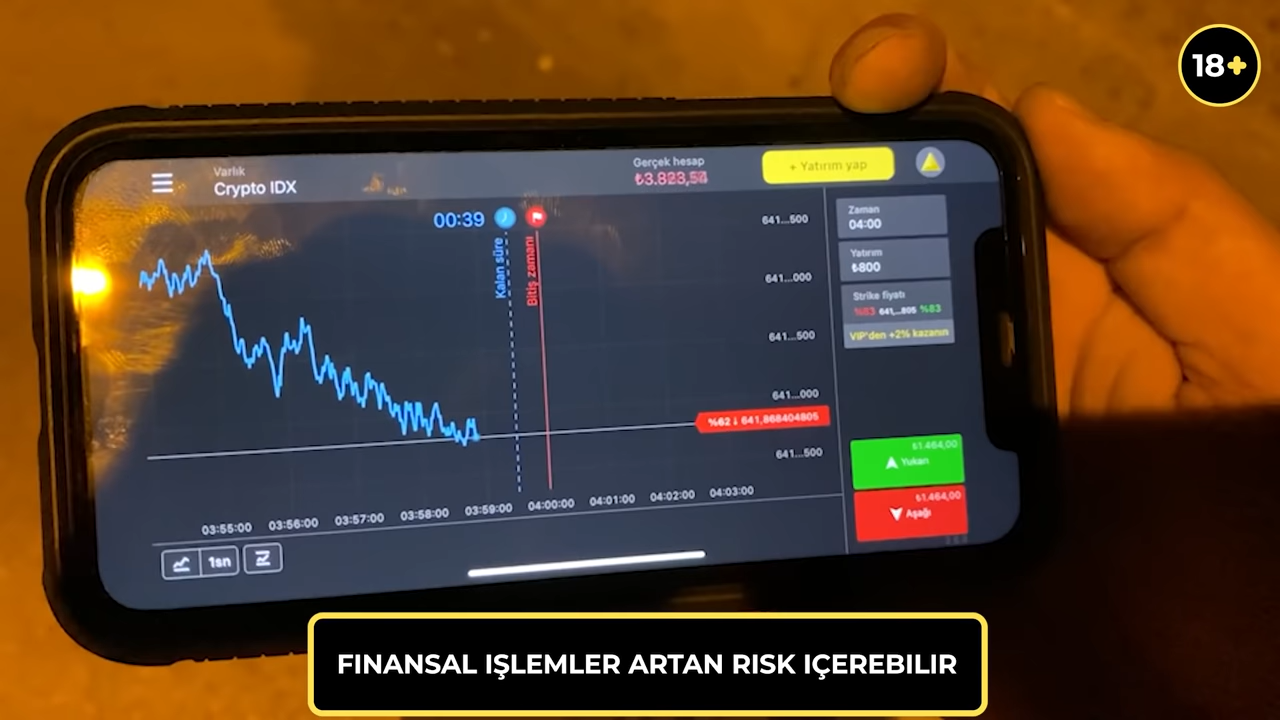 18+
Varlık
Crypto IDX
Gerçek hesap
+ Yatırım yap
00:39
Kalan süre
Bitiş zamanı
641...500
641...000
641...500
641...000
641...500
%62 ↓ 641,868404805
03:55:00 03:56:00 03:57:00 03:58:00 03:59:00 04:00:00 04:01:00 04:02:00 04:03:00
1sn
Zaman
04:00
Yatırım
₺800
Strike fiyatı
%83 641,...805 %83
VIP'den +2% kazanın
₺1.464,00
Yukarı
₺1.464,00
Aşağı
FINANSAL IŞLEMLER ARTAN RISK IÇEREBILIR